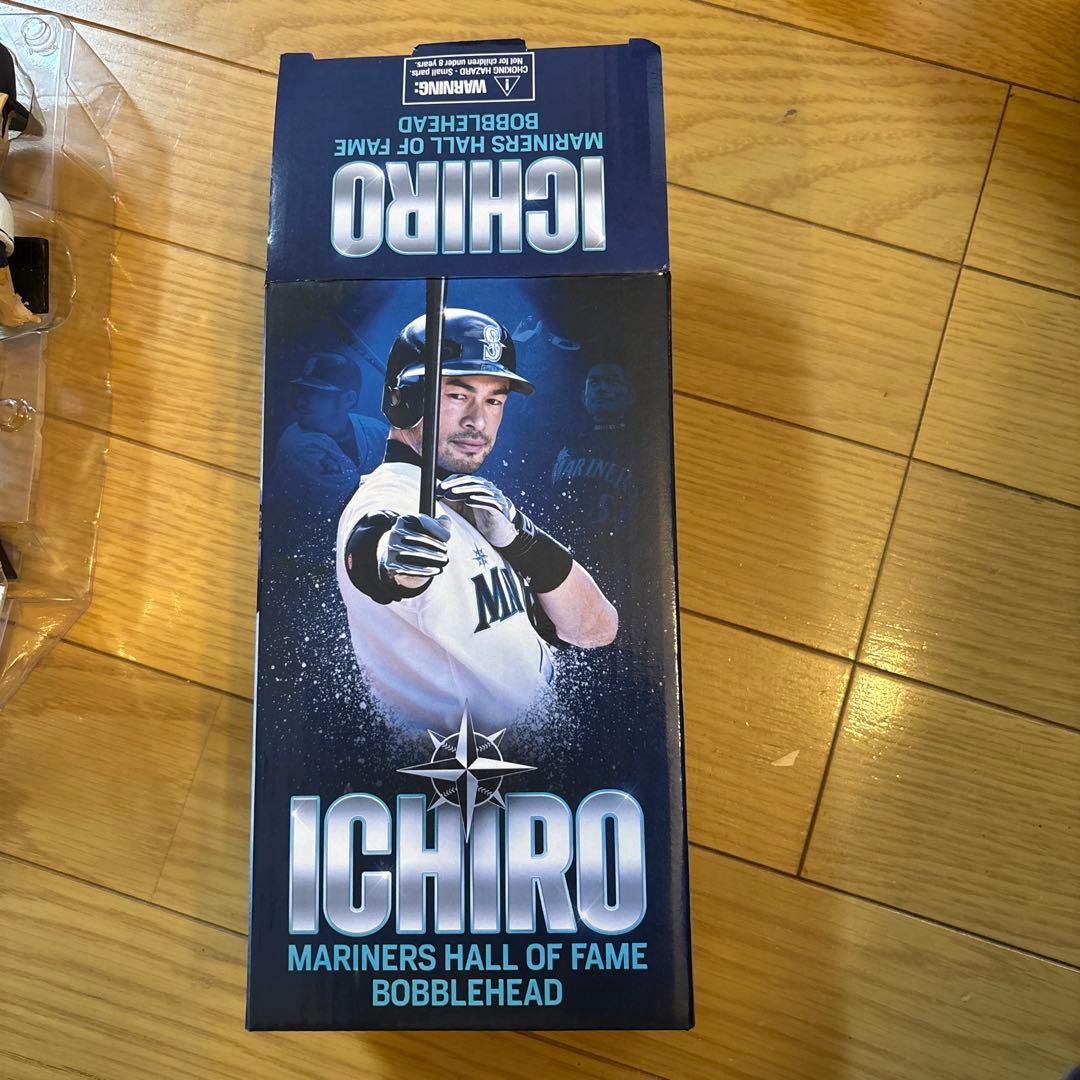 WARNING:
CHOKING HAZARD - Small parts.
Not for children under 8 years.
ICHIRO
MARINERS HALL OF FAME
BOBBLEHEAD
S
MARINERS
ICHIRO
MARINERS HALL OF FAME
BOBBLEHEAD